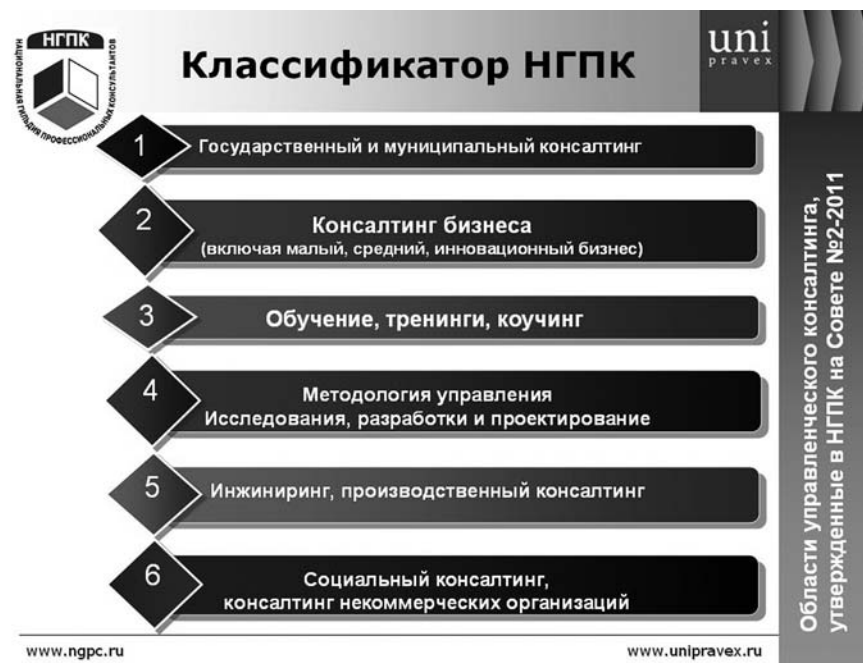 НГПК
НАЦИОНАЛЬНАЯ ГИЛЬДИЯ ПРОФЕССИОНАЛЬНЫХ КОНСУЛЬТАНТОВ
Классификатор НГПК
uni
pravex
1
Государственный и муниципальный консалтинг
2
Консалтинг бизнеса
(включая малый, средний, инновационный бизнес)
3
Обучение, тренинги, коучинг
4
Методология управления
Исследования, разработки и проектирование
5
Инжиниринг, производственный консалтинг
6
Социальный консалтинг,
консалтинг некоммерческих организаций
Области управленческого консалтинга,
утвержденные в НГПК на Совете №2-2011
www.ngpc.ru
www.unipravex.ru